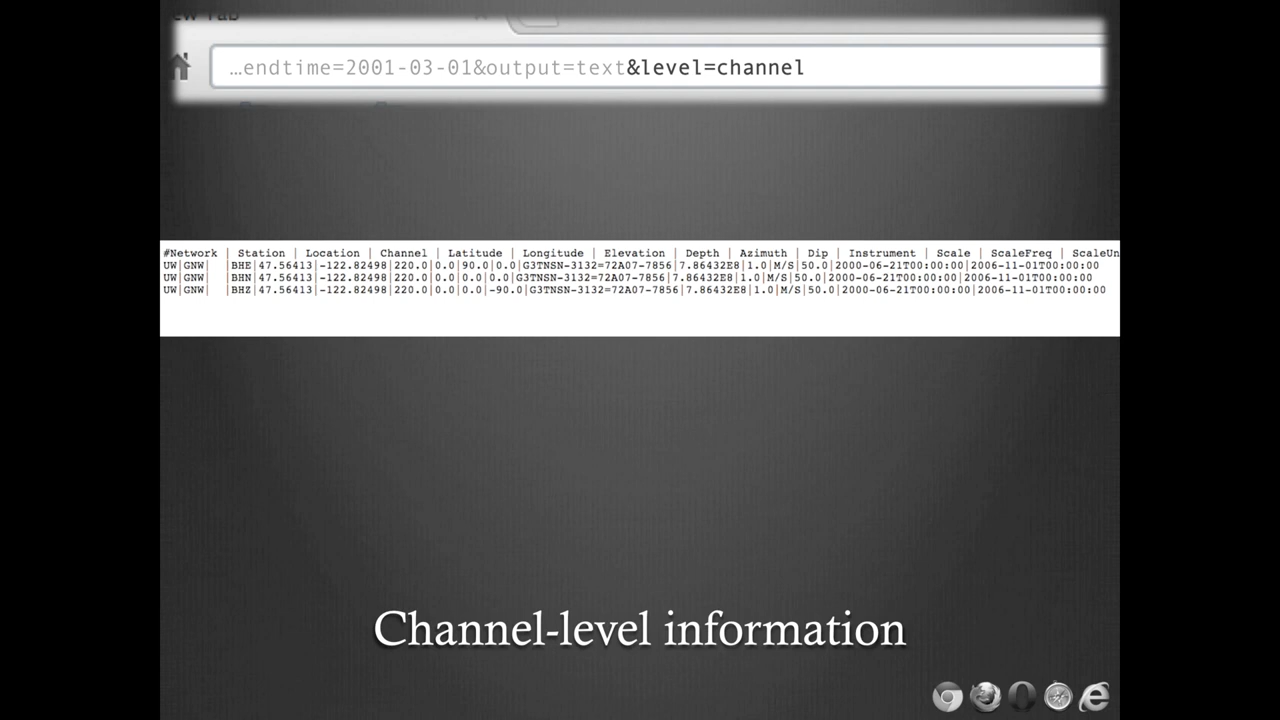 …endtime=2001-03-01&output=text&level=channel
#Network | Station | Location | Channel | Latitude | Longitude | Elevation | Depth | Azimuth | Dip | Instrument | Scale | ScaleFreq | ScaleUn
UW|GNW| |BHE|47.56413|-122.82498|220.0|0.0|90.0|0.0|G3TNSN-3132=72A07-7856|7.86432E8|1.0|M/S|50.0|2000-06-21T00:00:00|2006-11-01T00:00:00
UW|GNW| |BHN|47.56413|-122.82498|220.0|0.0|0.0|0.0|G3TNSN-3132=72A07-7856|7.86432E8|1.0|M/S|50.0|2000-06-21T00:00:00|2006-11-01T00:00:00
UW|GNW| |BHZ|47.56413|-122.82498|220.0|0.0|0.0|-90.0|G3TNSN-3132=72A07-7856|7.86432E8|1.0|M/S|50.0|2000-06-21T00:00:00|2006-11-01T00:00:00
Channel-level information